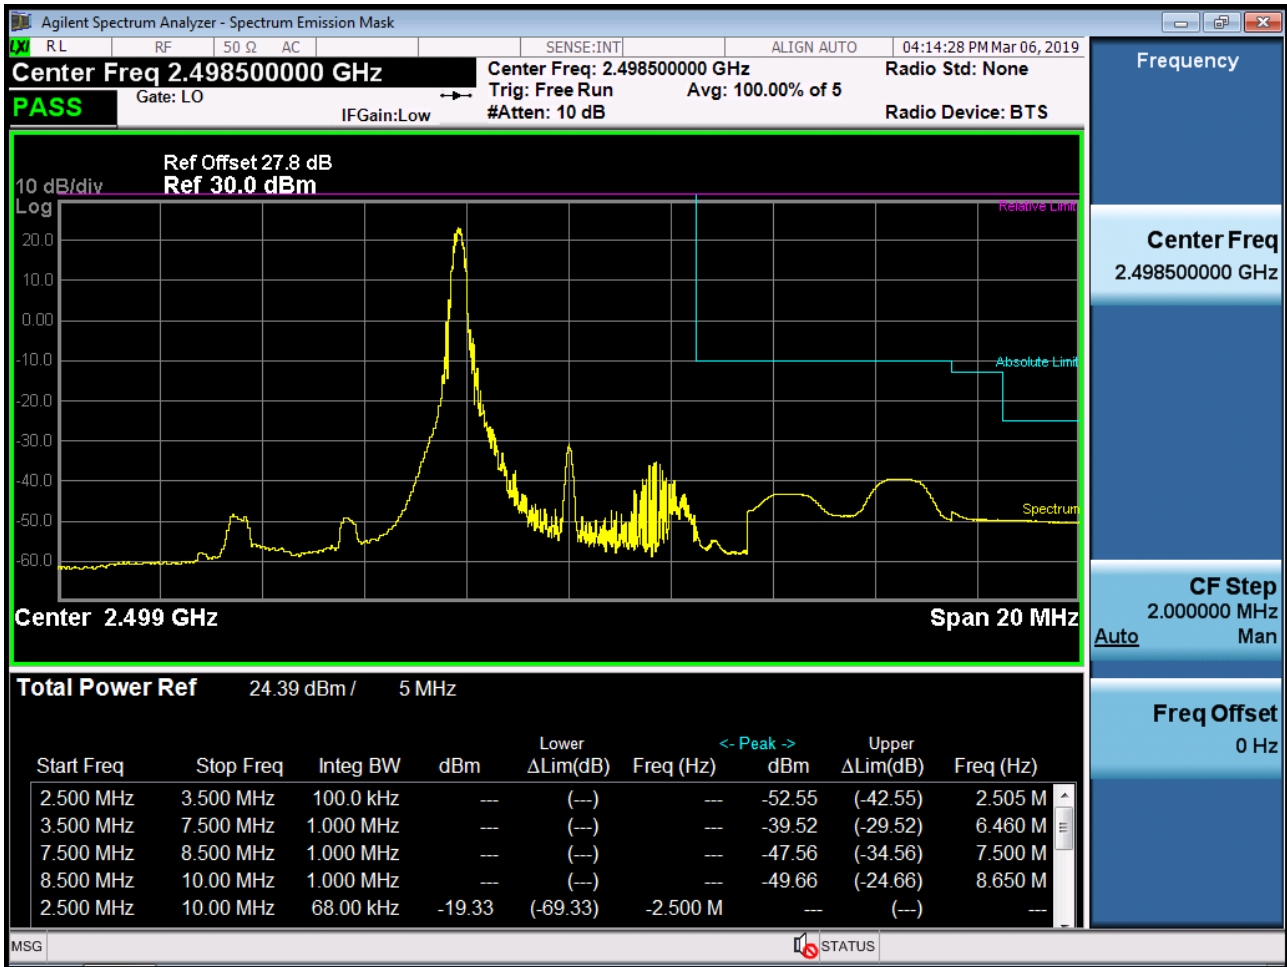 Agilent Spectrum Analyzer - Spectrum Emission Mask
LXI RL RF 50 Ω AC SENSE:INT ALIGN AUTO 04:14:28 PM Mar 06, 2019
Center Freq 2.498500000 GHz Center Freq: 2.498500000 GHz Radio Std: None
Trig: Free Run Avg: 100.00% of 5
PASS Gate: LO IFGain:Low #Atten: 10 dB Radio Device: BTS
Ref Offset 27.8 dB
10 dB/div Ref 30.0 dBm
Log
Relative Limit
20.0
10.0
0.00
-10.0
Absolute Limit
-20.0
-30.0
-40.0
-50.0
Spectrum
-60.0
Center 2.499 GHz Span 20 MHz
Total Power Ref 24.39 dBm / 5 MHz
Lower <- Peak -> Upper
Start Freq Stop Freq Integ BW dBm ΔLim(dB) Freq (Hz) dBm ΔLim(dB) Freq (Hz)
2.500 MHz 3.500 MHz 100.0 kHz --- (---) --- -52.55 (-42.55) 2.505 M
3.500 MHz 7.500 MHz 1.000 MHz --- (---) --- -39.52 (-29.52) 6.460 M
7.500 MHz 8.500 MHz 1.000 MHz --- (---) --- -47.56 (-34.56) 7.500 M
8.500 MHz 10.00 MHz 1.000 MHz --- (---) --- -49.66 (-24.66) 8.650 M
2.500 MHz 10.00 MHz 68.00 kHz -19.33 (-69.33) -2.500 M --- (---) ---
MSG STATUS
Frequency
Center Freq
2.498500000 GHz
CF Step
2.000000 MHz
Auto Man
Freq Offset
0 Hz